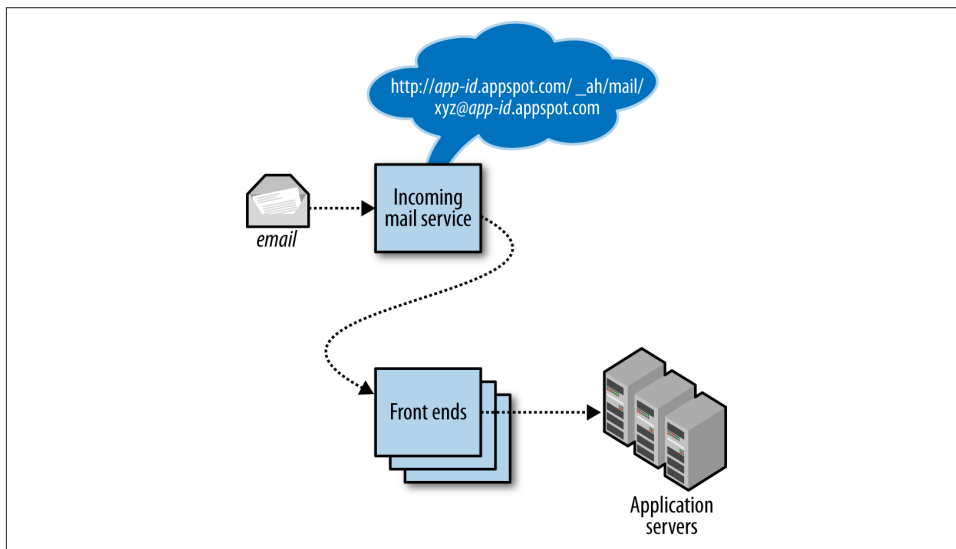 http://app-id.appspot.com/ _ah/mail/
xyz@app-id.appspot.com
Incoming
mail service
email
Front ends
Application
servers